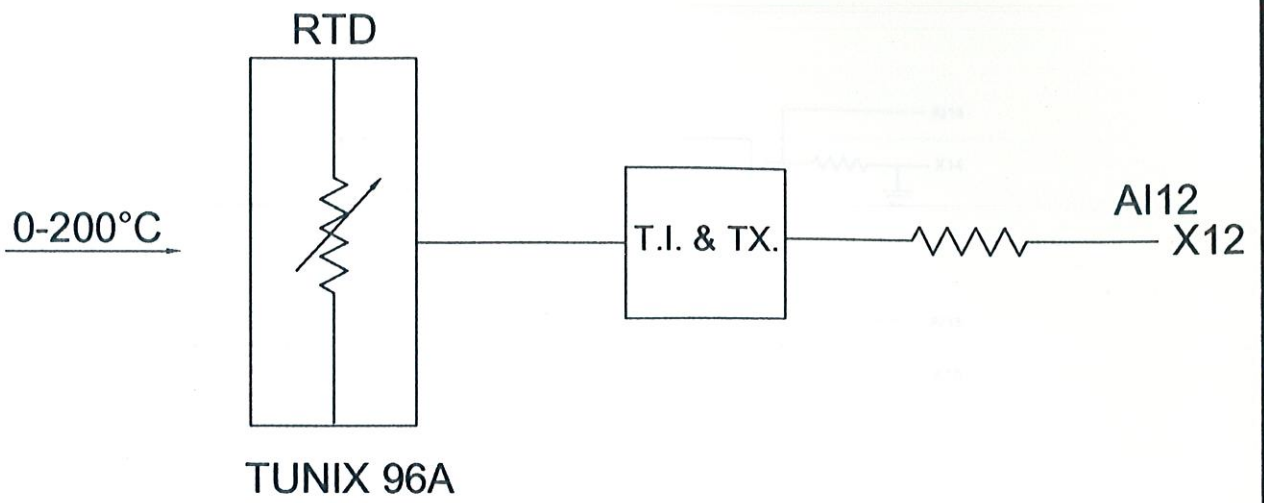 RTD
0-200°C
T.I. & TX.
AI12
X12
TUNIX 96A